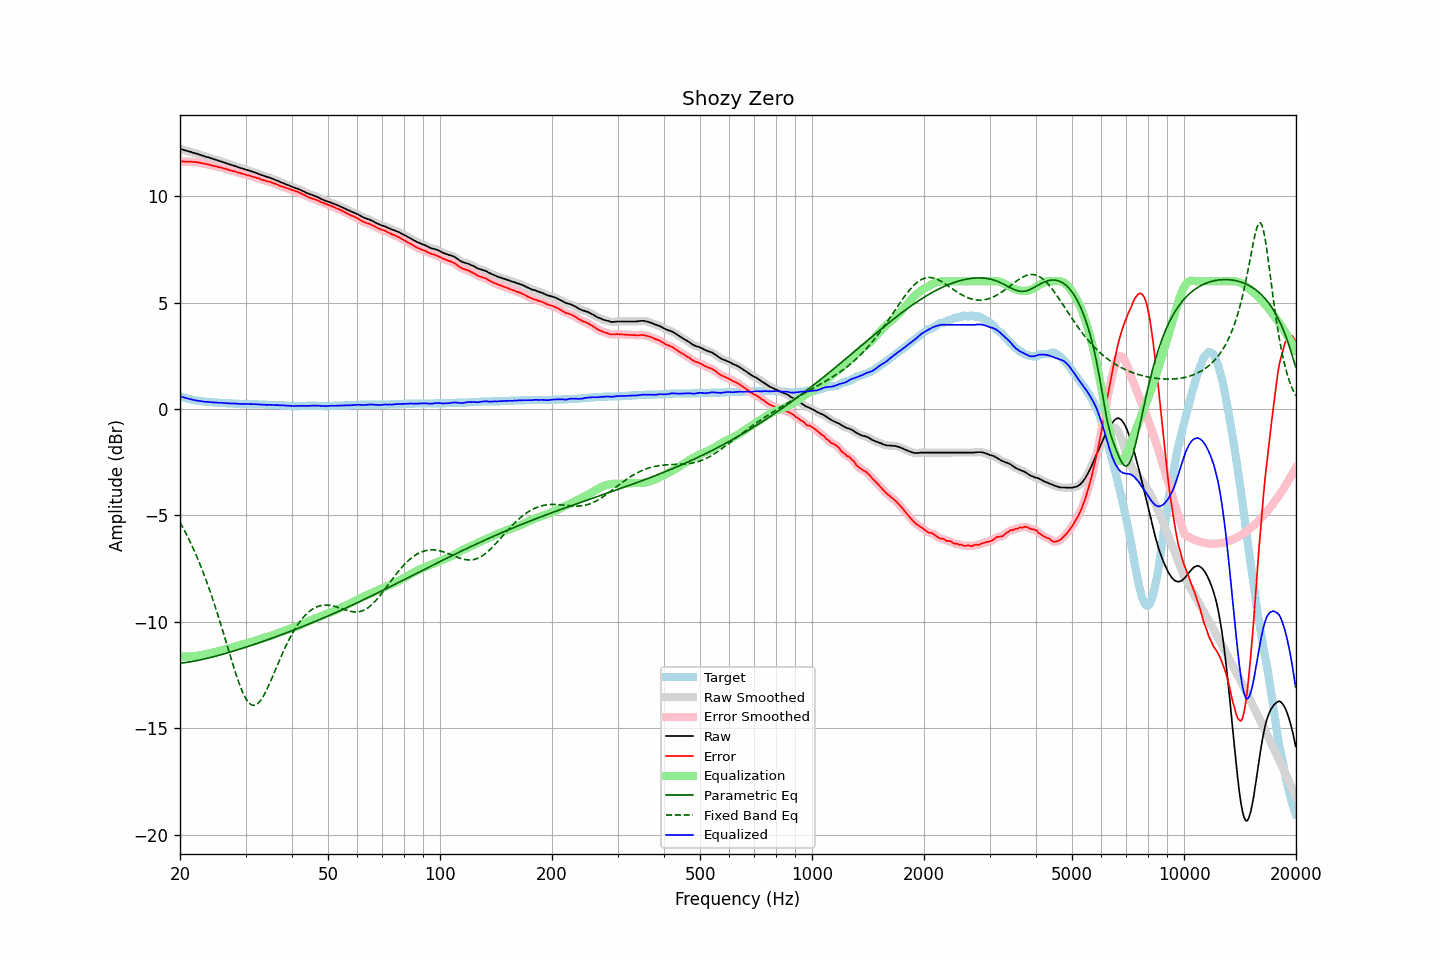 Shozy Zero
Amplitude (dBr)
10
5
0
−5
−10
−15
−20
Target
Raw Smoothed
Error Smoothed
Raw
Error
Equalization
Parametric Eq
Fixed Band Eq
Equalized
20
50
100
200
500
1000
2000
5000
10000
20000
Frequency (Hz)